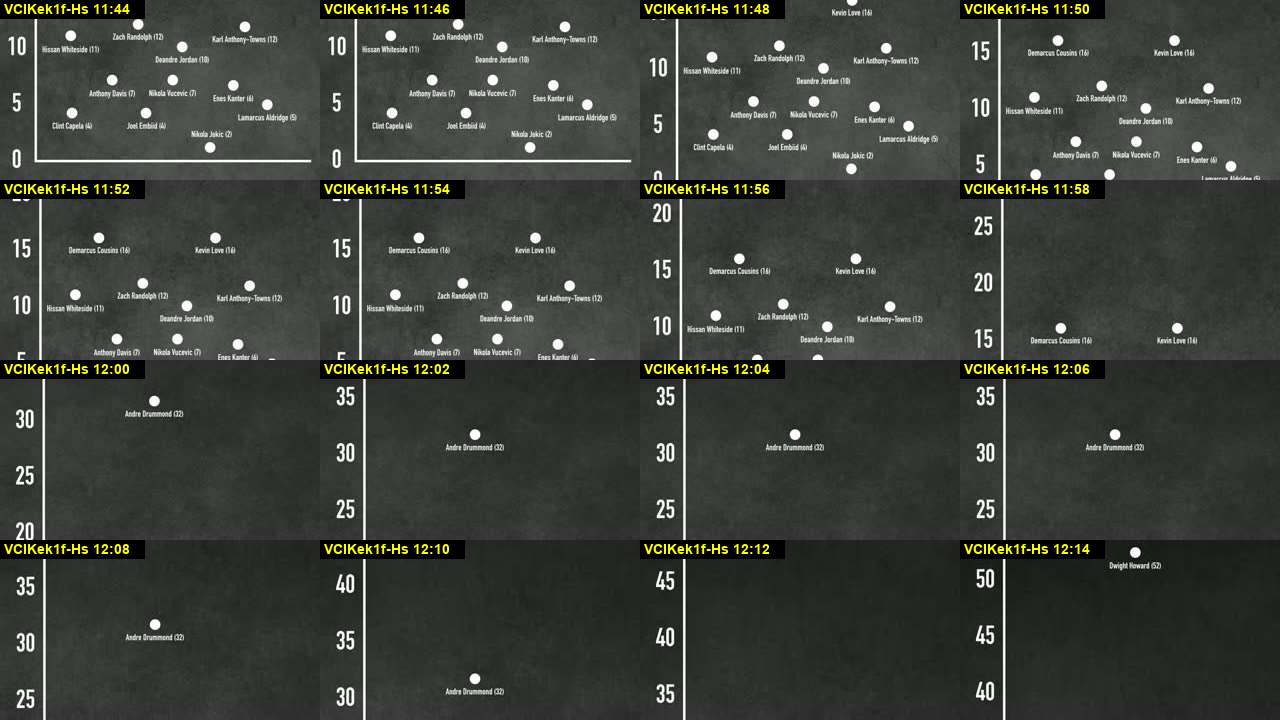 VCIKek1f-Hs 11:44
10
5
0
Zach Randolph (12)
Karl Anthony-Towns (12)
Hissan Whiteside (11)
Deandre Jordan (10)
Anthony Davis (7)
Nikola Vucevic (7)
Enes Kanter (6)
Lamarcus Aldridge (5)
Clint Capela (4)
Joel Embiid (4)
Nikola Jokic (2)
VCIKek1f-Hs 11:46
10
5
0
Zach Randolph (12)
Karl Anthony-Towns (12)
Hissan Whiteside (11)
Deandre Jordan (10)
Anthony Davis (7)
Nikola Vucevic (7)
Enes Kanter (6)
Lamarcus Aldridge (5)
Clint Capela (4)
Joel Embiid (4)
Nikola Jokic (2)
VCIKek1f-Hs 11:48
10
5
Kevin Love (16)
Zach Randolph (12)
Karl Anthony-Towns (12)
Hissan Whiteside (11)
Deandre Jordan (10)
Anthony Davis (7)
Nikola Vucevic (7)
Enes Kanter (6)
Lamarcus Aldridge (5)
Clint Capela (4)
Joel Embiid (4)
Nikola Jokic (2)
VCIKek1f-Hs 11:50
15
10
5
Demarcus Cousins (16)
Kevin Love (16)
Zach Randolph (12)
Karl Anthony-Towns (12)
Hissan Whiteside (11)
Deandre Jordan (10)
Anthony Davis (7)
Nikola Vucevic (7)
Enes Kanter (6)
Lamarcus Aldridge (5)
VCIKek1f-Hs 11:52
20
15
10
5
Demarcus Cousins (16)
Kevin Love (16)
Zach Randolph (12)
Karl Anthony-Towns (12)
Hissan Whiteside (11)
Deandre Jordan (10)
Anthony Davis (7)
Nikola Vucevic (7)
Enes Kanter (6)
VCIKek1f-Hs 11:54
20
15
10
5
Demarcus Cousins (16)
Kevin Love (16)
Zach Randolph (12)
Karl Anthony-Towns (12)
Hissan Whiteside (11)
Deandre Jordan (10)
Anthony Davis (7)
Nikola Vucevic (7)
Enes Kanter (6)
VCIKek1f-Hs 11:56
20
15
10
Demarcus Cousins (16)
Kevin Love (16)
Zach Randolph (12)
Karl Anthony-Towns (12)
Hissan Whiteside (11)
Deandre Jordan (10)
VCIKek1f-Hs 11:58
25
20
15
Demarcus Cousins (16)
Kevin Love (16)
VCIKek1f-Hs 12:00
30
25
20
Andre Drummond (32)
VCIKek1f-Hs 12:02
35
30
25
Andre Drummond (32)
VCIKek1f-Hs 12:04
35
30
25
Andre Drummond (32)
VCIKek1f-Hs 12:06
35
30
25
Andre Drummond (32)
VCIKek1f-Hs 12:08
35
30
25
Andre Drummond (32)
VCIKek1f-Hs 12:10
40
35
30
Andre Drummond (32)
VCIKek1f-Hs 12:12
45
40
35
VCIKek1f-Hs 12:14
50
45
40
Dwight Howard (52)